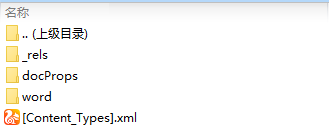 名称
.. (上级目录)
_rels
docProps
word
[Content_Types].xml